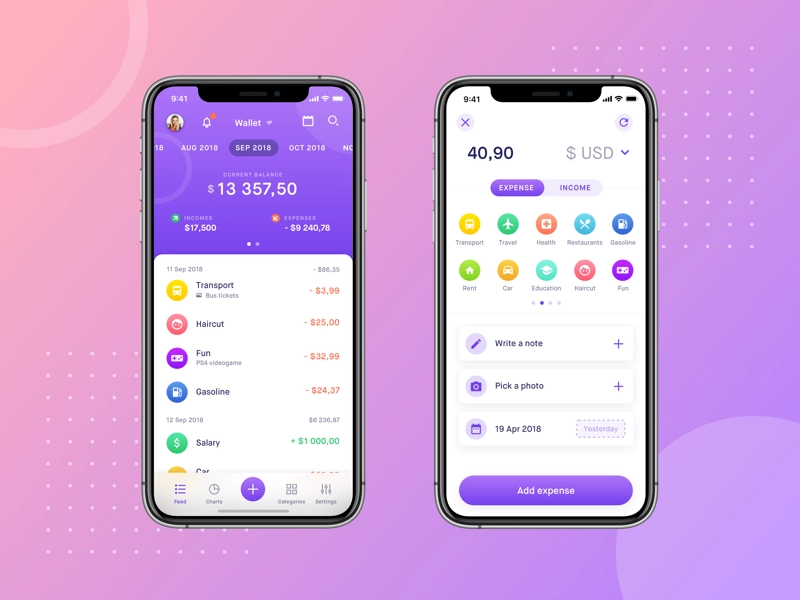 9:41
Wallet
18 AUG 2018 SEP 2018 OCT 2018 NO
CURRENT BALANCE
$ 13 357,50
INCOMES
$17,500
EXPENSES
- $9 240,78
11 Sep 2018 - $86,35
Transport - $3,99
Bus tickets
Haircut - $25,00
Fun - $32,99
PS4 videogame
Gasoline - $24,37
12 Sep 2018 $6 236,87
Salary + $1 000,00
Car
Feed Charts Categories Settings
9:41
40,90 $ USD
EXPENSE INCOME
Transport Travel Health Restaurants Gasoline
Rent Car Education Haircut Fun
Write a note
Pick a photo
19 Apr 2018 Yesterday
Add expense